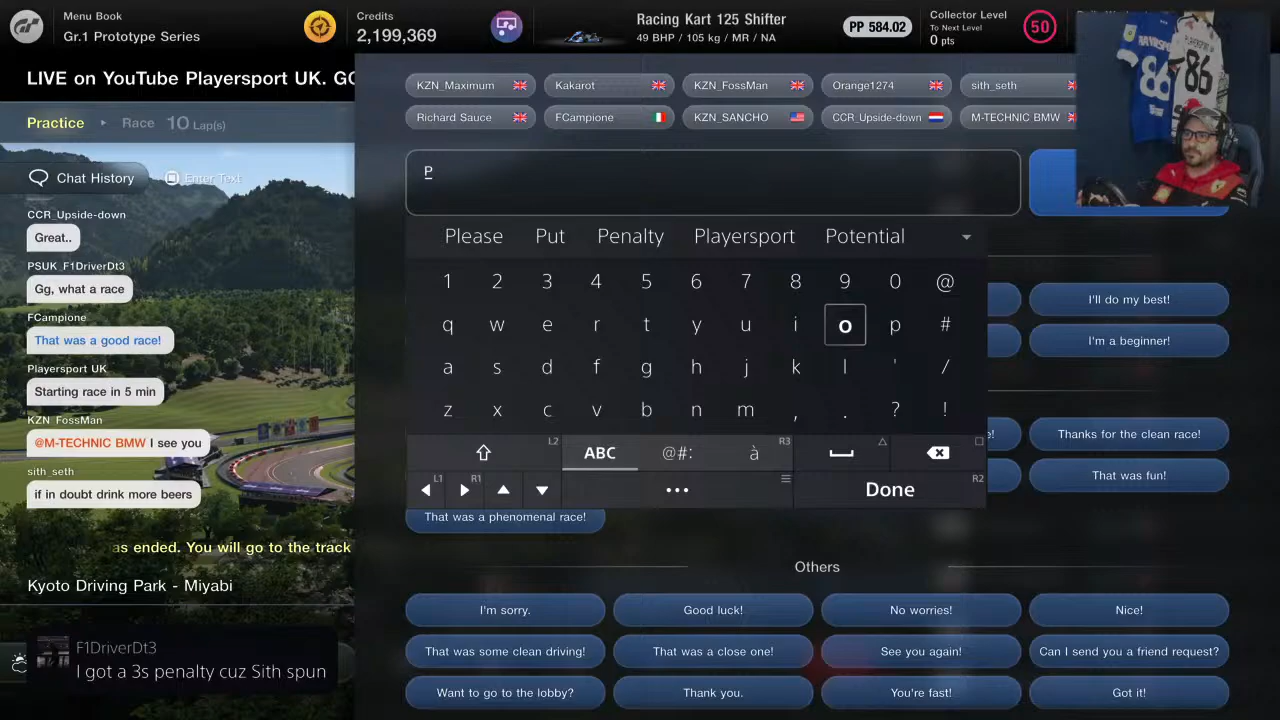 Menu Book
Gr.1 Prototype Series
Credits
2,199,369
Racing Kart 125 Shifter
49 BHP / 105 kg / MR / NA
PP 584.02
Collector Level
To Next Level
0 pts
50
LIVE on YouTube Playersport UK. GO
Practice
Race 10 Lap(s)
KZN_Maximum
Kakarot
KZN_FossMan
Orange1274
sith_seth
Richard Sauce
FCampione
KZN_SANCHO
CCR_Upside-down
M-TECHNIC BMW
86
86
Chat History
Enter Text
CCR_Upside-down
Great..
PSUK_F1DriverDt3
Gg, what a race
FCampione
That was a good race!
Playersport UK
Starting race in 5 min
KZN_FossMan
@M-TECHNIC BMW I see you
sith_seth
if in doubt drink more beers
as ended. You will go to the track
Kyoto Driving Park - Miyabi
F1DriverDt3
I got a 3s penalty cuz Sith spun
P
Please Put Penalty Playersport Potential
1 2 3 4 5 6 7 8 9 0 @
q w e r t y u i o p #
a s d f g h j k l ' /
z x c v b n m , . ? !
L2 ABC @#: à R3
L1 R1 ... Done R2
I'll do my best!
I'm a beginner!
e!
Thanks for the clean race!
That was fun!
That was a phenomenal race!
Others
I'm sorry.
Good luck!
No worries!
Nice!
That was some clean driving!
That was a close one!
See you again!
Can I send you a friend request?
Want to go to the lobby?
Thank you.
You're fast!
Got it!